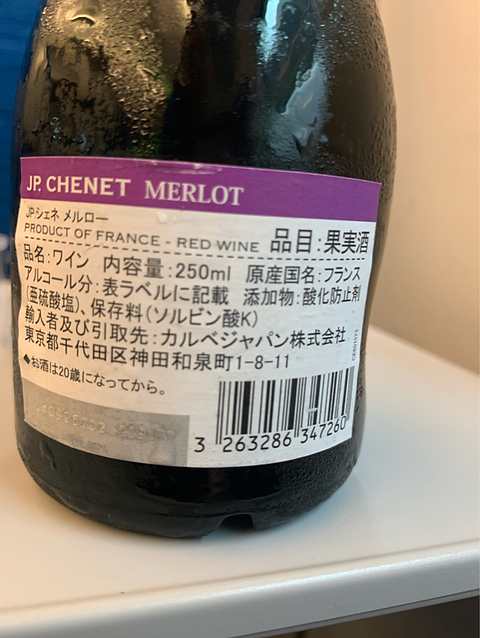 JP. CHENET MERLOT
JP.シェネ メルロー
PRODUCT OF FRANCE - RED WINE 品目:果実酒
品名:ワイン 内容量:250ml 原産国名:フランス
アルコール分:表ラベルに記載 添加物:酸化防止剤
(亜硫酸塩)、保存料(ソルビン酸K)
輸入者及び引取先:カルベジャパン株式会社
東京都千代田区神田和泉町1-8-11
◆お酒は20歳になってから。
3 263286 347260